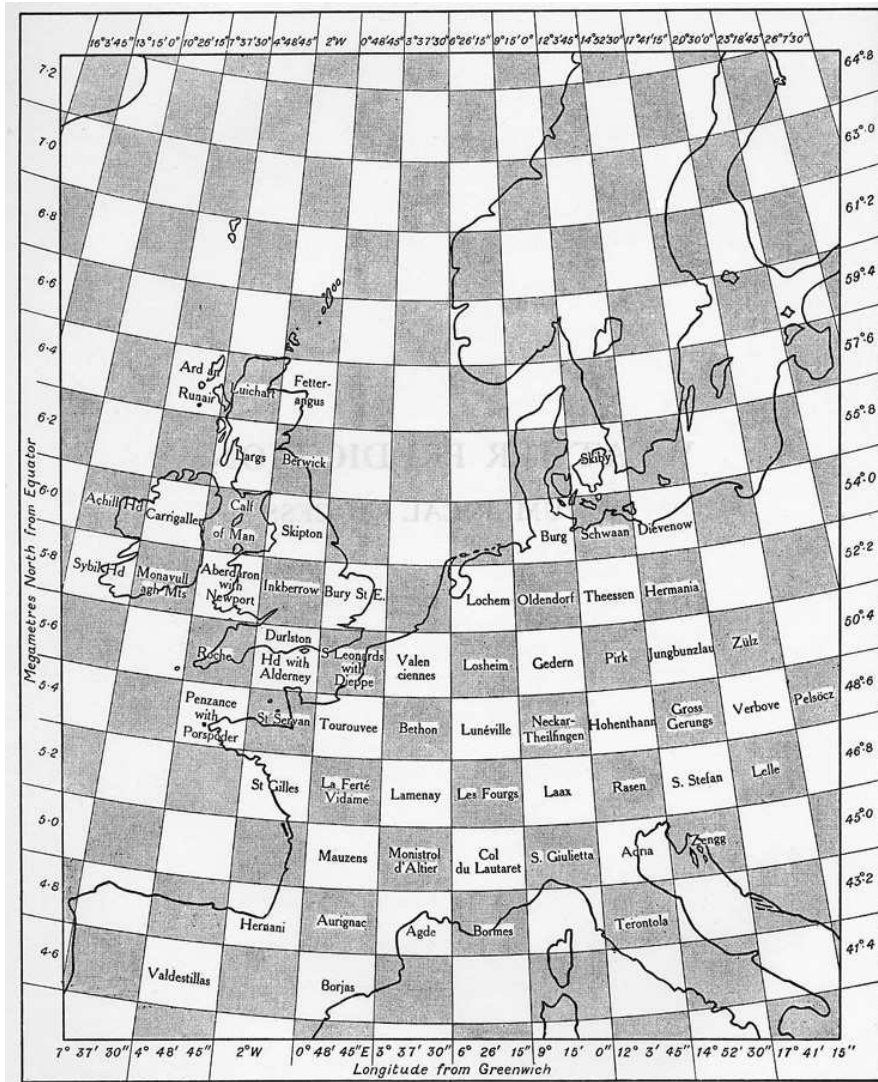 16°3'45" 13°15'0" 10°26'15" 7°37'30" 4°48'45" 2°W 0°48'45" 3°37'30" 6°26'15" 9°15'0" 12°3'45" 14°52'30" 17°41'15" 20°30'0" 23°18'45" 26°7'30"
7·2
64°·8
7·0
63°·0
6·8
61°·2
6·6
59°·4
6·4
57°·6
Ard an
Runair
Luichart
Fetter-
angus
6·2
55°·8
Largs
Berwick
Skiby
6·0
54°·0
Achill Hd
Carrigallen
Calf
of Man
Skipton
Burg
Schwaan
Dievenow
5·8
52°·2
Sybil Hd
Monavull
agh Mts
Aberdaron
with
Newport
Inkberrow
Bury St E.
Lochem
Oldendorf
Theessen
Hermania
5·6
50°·4
Roche
Durlston
Hd with
Alderney
S Leonards
with
Dieppe
Valen
ciennes
Losheim
Gedern
Pirk
Jungbunzlau
Zülz
5·4
48°·6
Penzance
with
Porspoder
St Servan
Tourouvee
Bethon
Lunéville
Neckar-
Theilfingen
Hohenthann
Gross
Gerungs
Verbove
Pelsöcz
5·2
46°·8
St Gilles
La Ferté
Vidame
Lamenay
Les Fourgs
Laax
Rasen
S. Stefan
Lelle
5·0
45°·0
Mauzens
Monistrol
d'Altier
Col
du Lautaret
S. Giulietta
Adria
Zengg
4·8
43°·2
Hernani
Aurignac
Agde
Bormes
Terontola
4·6
41°·4
Valdestillas
Borjas
Megametres North from Equator
7° 37' 30" 4° 48' 45" 2°W 0° 48' 45"E 3° 37' 30" 6° 26' 15" 9° 15' 0" 12° 3' 45" 14° 52' 30" 17° 41' 15"
Longitude from Greenwich